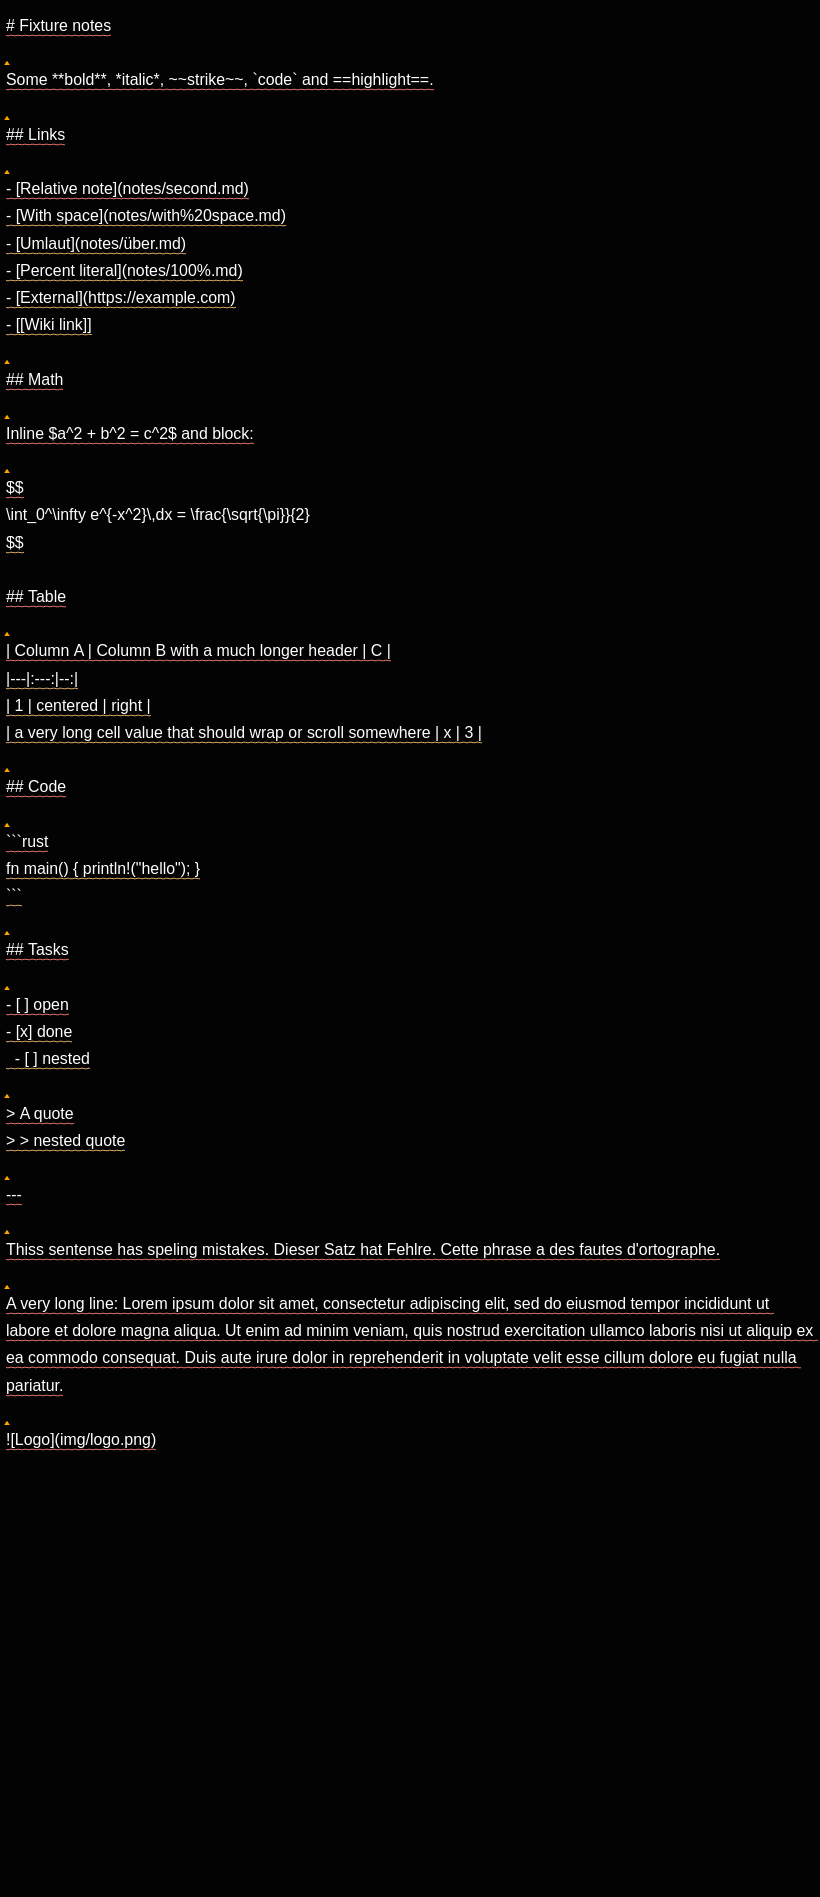 # Fixture notes
Some **bold**, *italic*, ~~strike~~, `code` and ==highlight==.
## Links
- [Relative note](notes/second.md)
- [With space](notes/with%20space.md)
- [Umlaut](notes/über.md)
- [Percent literal](notes/100%.md)
- [External](https://example.com)
- [[Wiki link]]
## Math
Inline $a^2 + b^2 = c^2$ and block:
$$
\int_0^\infty e^{-x^2}\,dx = \frac{\sqrt{\pi}}{2}
$$
## Table
| Column A | Column B with a much longer header | C |
|---|:---:|--:|
| 1 | centered | right |
| a very long cell value that should wrap or scroll somewhere | x | 3 |
## Code
```rust
fn main() { println!("hello"); }
```
## Tasks
- [ ] open
- [x] done
  - [ ] nested
> A quote
> > nested quote
---
Thiss sentense has speling mistakes. Dieser Satz hat Fehlre. Cette phrase a des fautes d'ortographe.
A very long line: Lorem ipsum dolor sit amet, consectetur adipiscing elit, sed do eiusmod tempor incididunt ut
labore et dolore magna aliqua. Ut enim ad minim veniam, quis nostrud exercitation ullamco laboris nisi ut aliquip ex
ea commodo consequat. Duis aute irure dolor in reprehenderit in voluptate velit esse cillum dolore eu fugiat nulla
pariatur.
![Logo](img/logo.png)